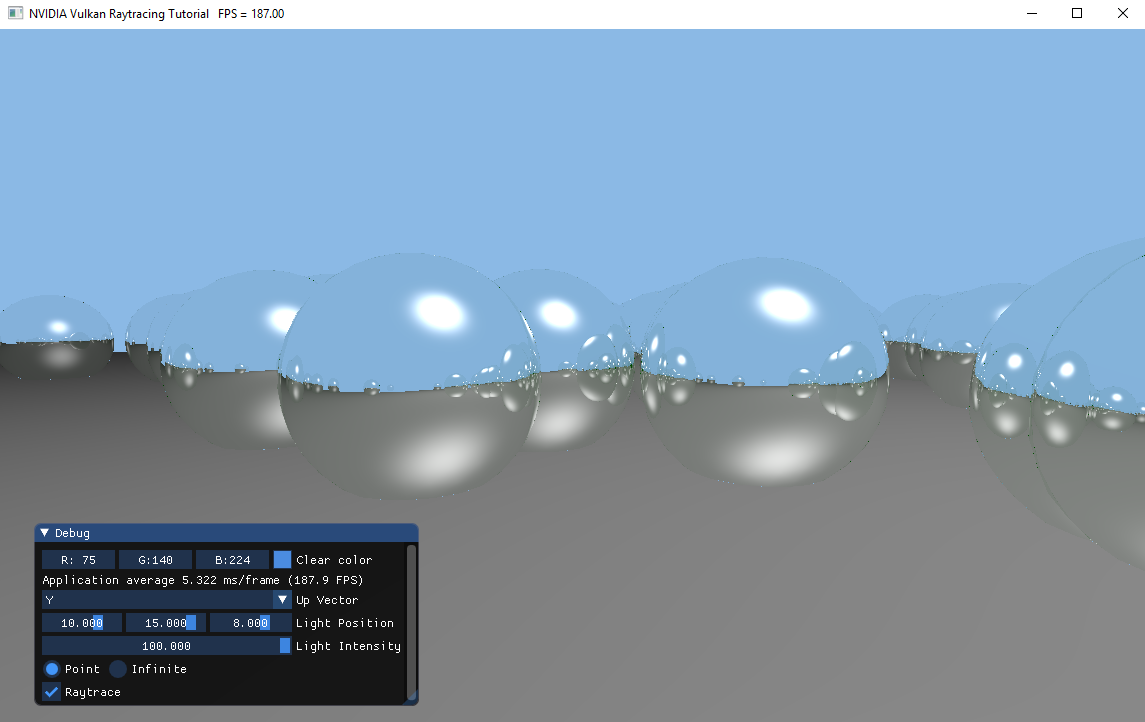 NVIDIA Vulkan Raytracing Tutorial   FPS = 187.00
Debug
R: 75 G:140 B:224 Clear color
Application average 5.322 ms/frame (187.9 FPS)
Y Up Vector
10.000 15.000 8.000 Light Position
100.000 Light Intensity
Point Infinite
Raytrace